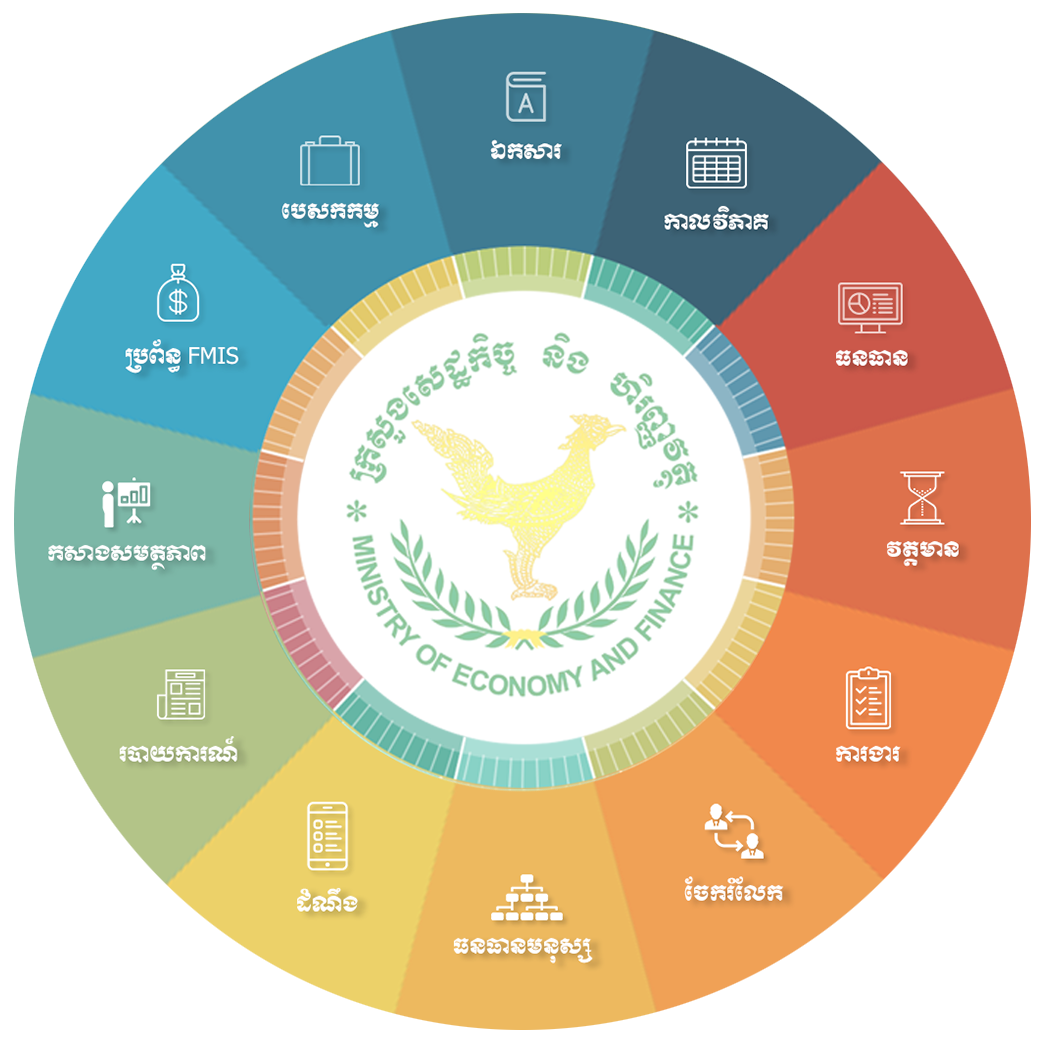 ឯកសារ
កាលវិភាគ
ធនធាន
វត្តមាន
ការងារ
ចែករំលែក
ធនធានមនុស្ស
ដំណឹង
របាយការណ៍
កសាងសមត្ថភាព
ប្រព័ន្ធ FMIS
បេសកកម្ម
ក្រសួងសេដ្ឋកិច្ច និង ហិរញ្ញវត្ថុ
* MINISTRY OF ECONOMY AND FINANCE *
$
A